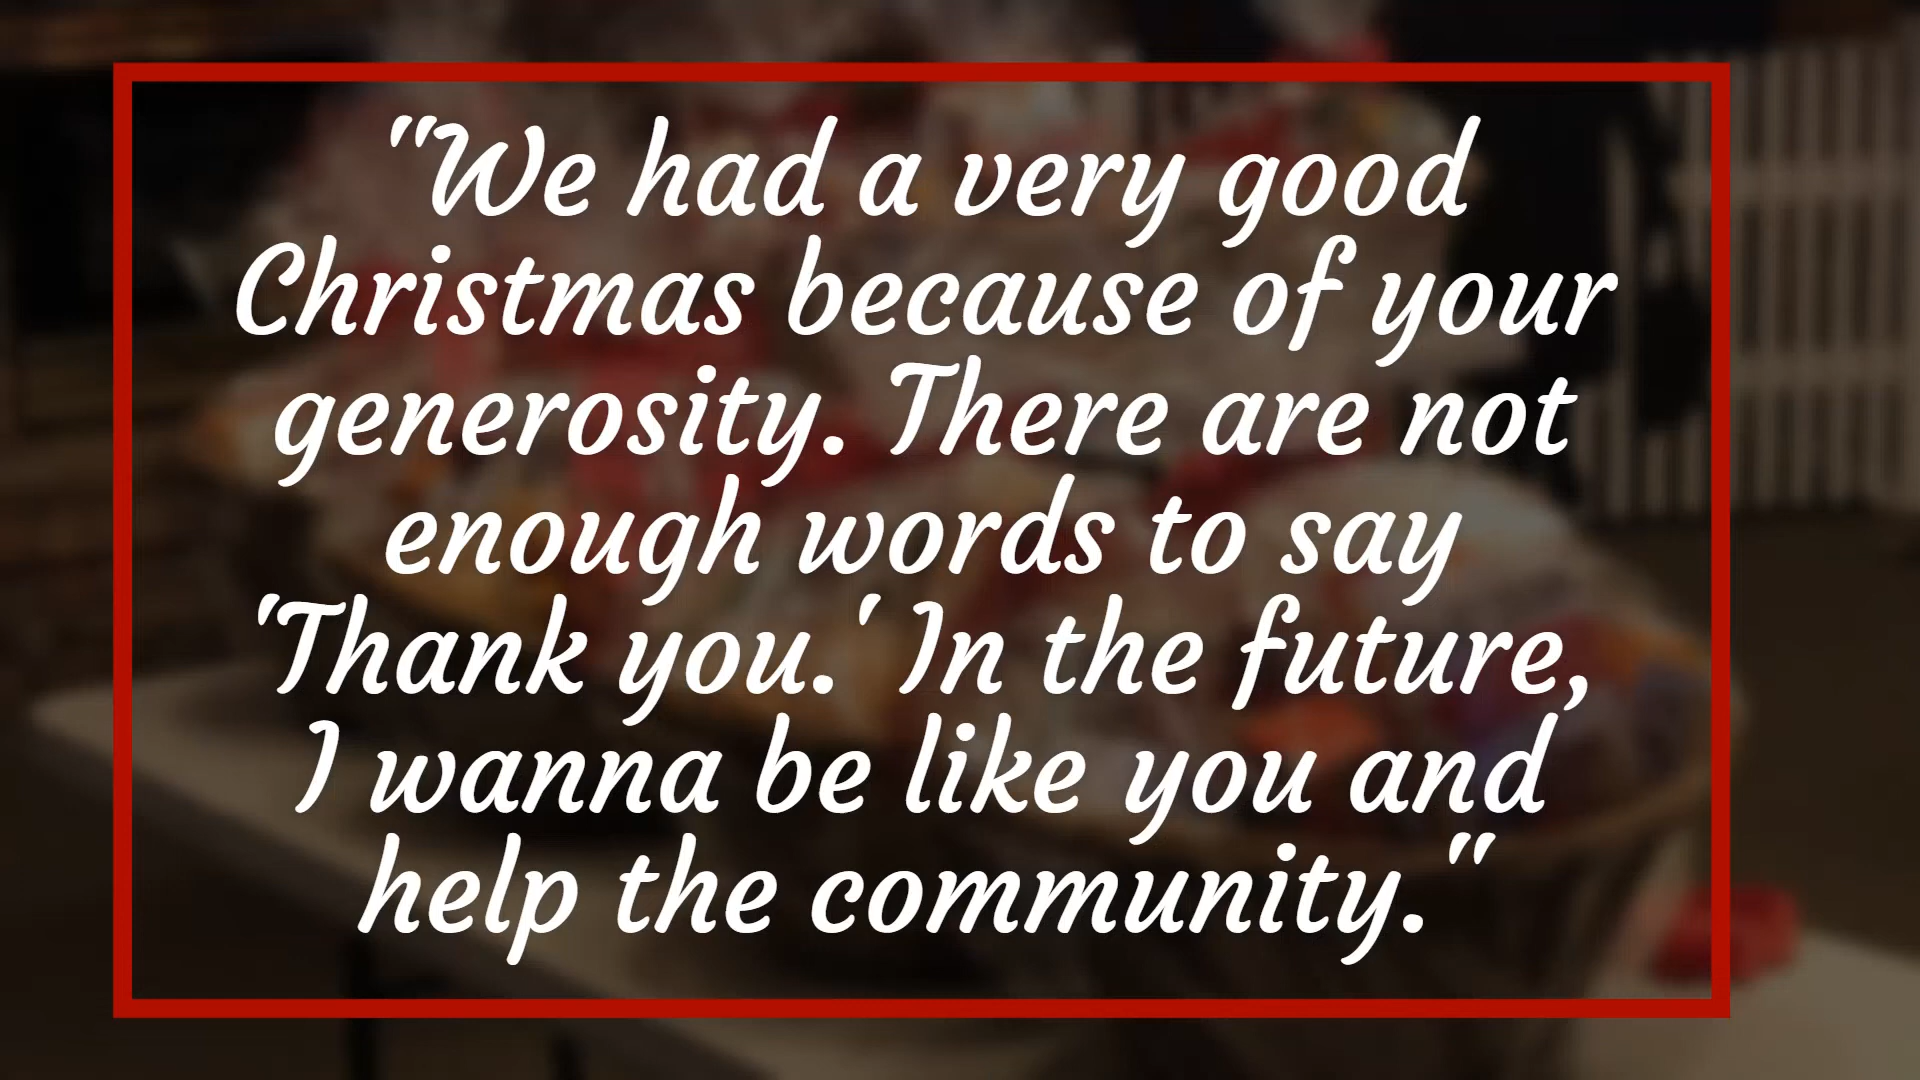 "We had a very good
Christmas because of your
generosity. There are not
enough words to say
'Thank you.' In the future,
I wanna be like you and
help the community."